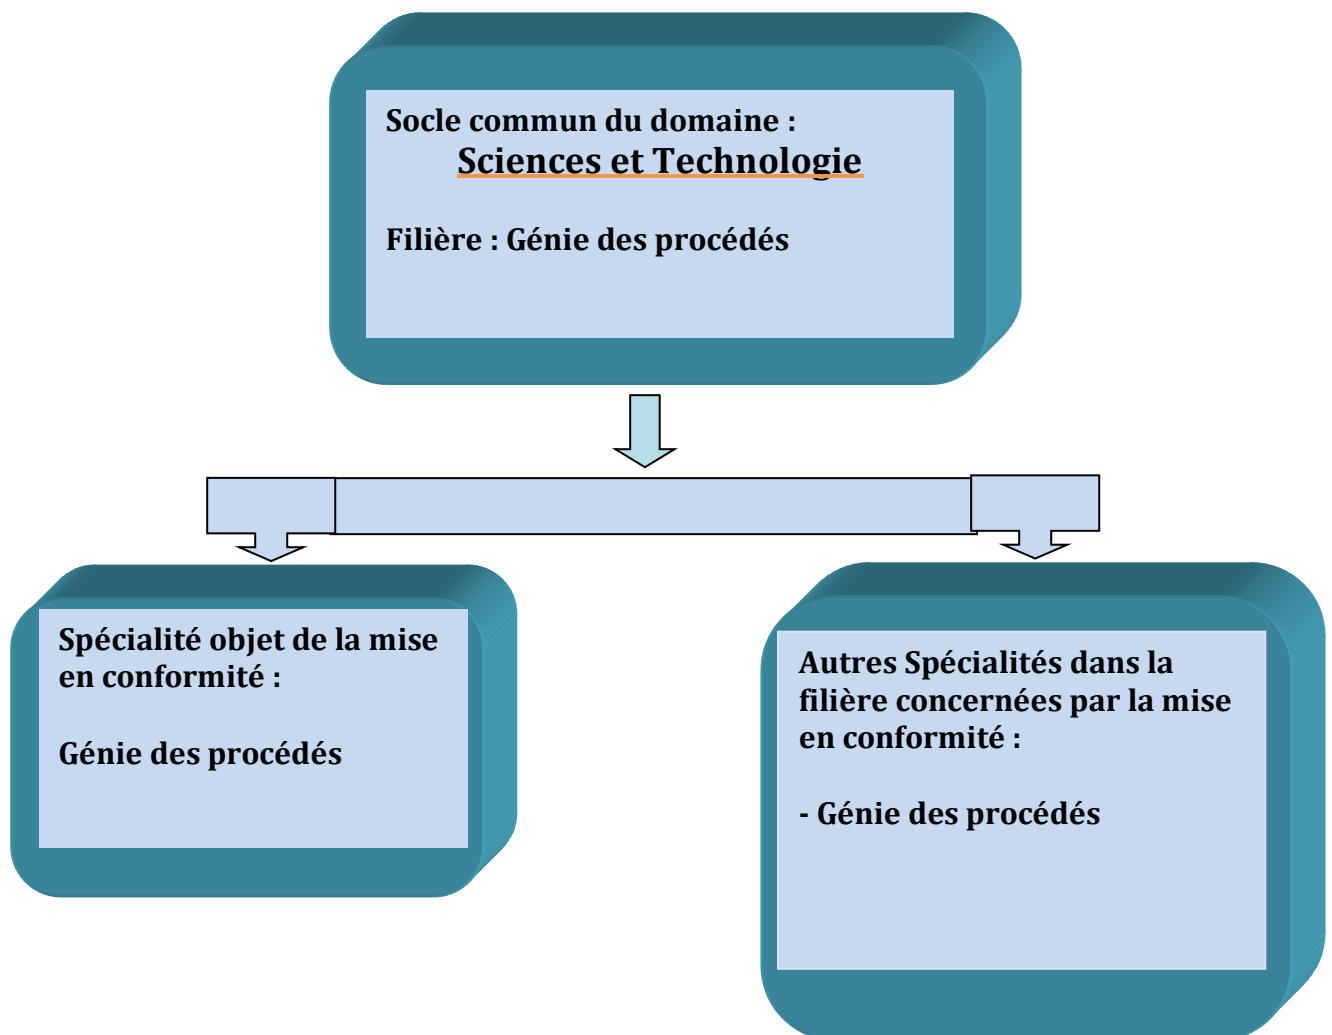 Socle commun du domaine :
Sciences et Technologie
Filière : Génie des procédés
Spécialité objet de la mise
en conformité :
Génie des procédés
Autres Spécialités dans la
filière concernées par la mise
en conformité :
- Génie des procédés